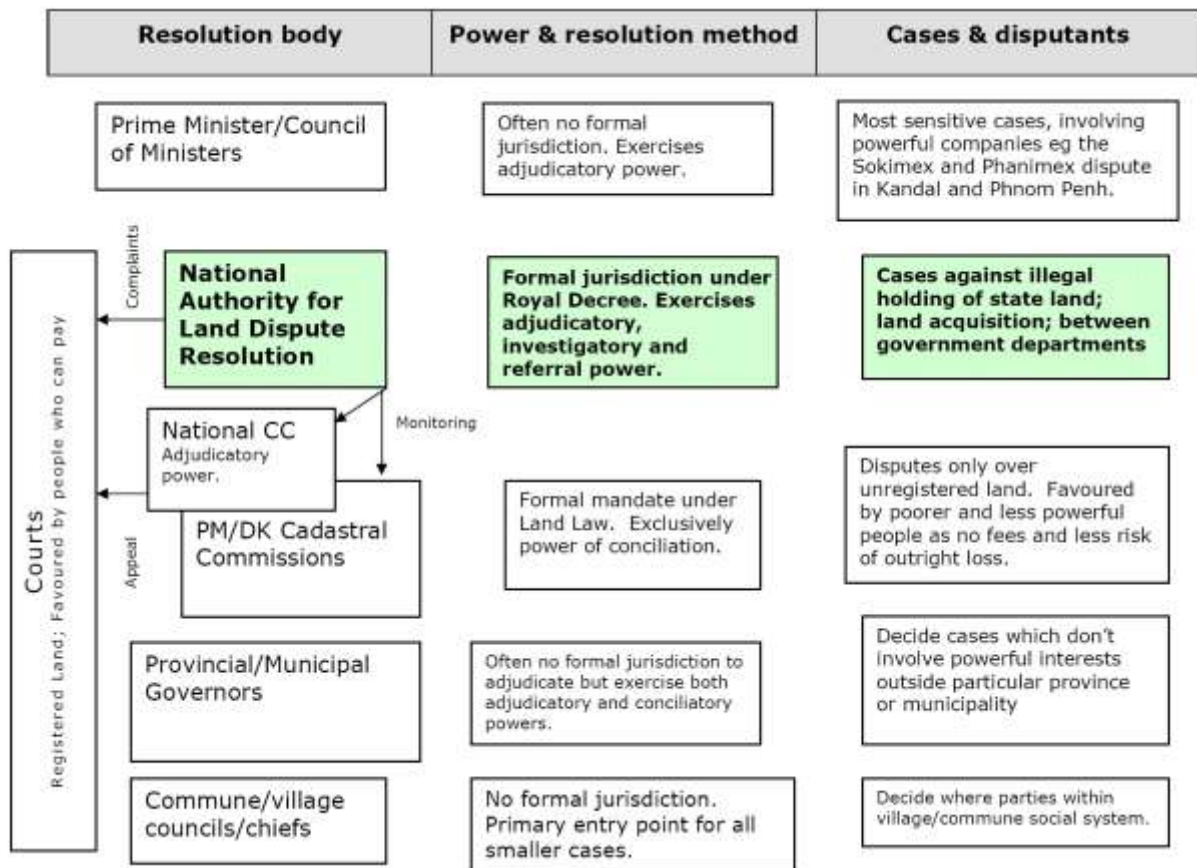 Resolution body
Power & resolution method
Cases & disputants
Prime Minister/Council
of Ministers
Often no formal
jurisdiction. Exercises
adjudicatory power.
Most sensitive cases, involving
powerful companies eg the
Sokimex and Phanimex dispute
in Kandal and Phnom Penh.
Courts
Registered Land; Favoured by people who can pay
Complaints
National
Authority for
Land Dispute
Resolution
Formal jurisdiction under
Royal Decree. Exercises
adjudicatory,
investigatory and
referral power.
Cases against illegal
holding of state land;
land acquisition; between
government departments
Monitoring
National CC
Adjudicatory
power.
Appeal
PM/DK Cadastral
Commissions
Formal mandate under
Land Law. Exclusively
power of conciliation.
Disputes only over
unregistered land. Favoured
by poorer and less powerful
people as no fees and less risk
of outright loss.
Provincial/Municipal
Governors
Often no formal jurisdiction to
adjudicate but exercise both
adjudicatory and conciliatory
powers.
Decide cases which don't
involve powerful interests
outside particular province
or municipality
Commune/village
councils/chiefs
No formal jurisdiction.
Primary entry point for all
smaller cases.
Decide where parties within
village/commune social system.